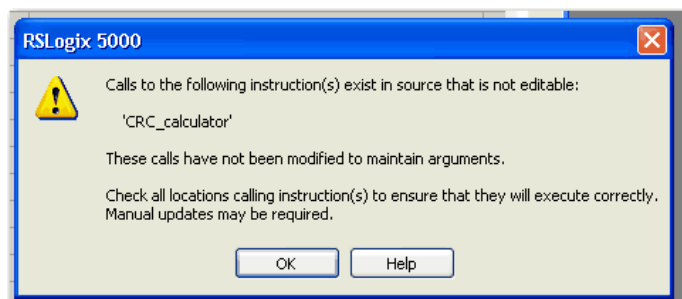 RSLogix 5000
Calls to the following instruction(s) exist in source that is not editable:
'CRC_calculator'
These calls have not been modified to maintain arguments.
Check all locations calling instruction(s) to ensure that they will execute correctly.
Manual updates may be required.
OK
Help